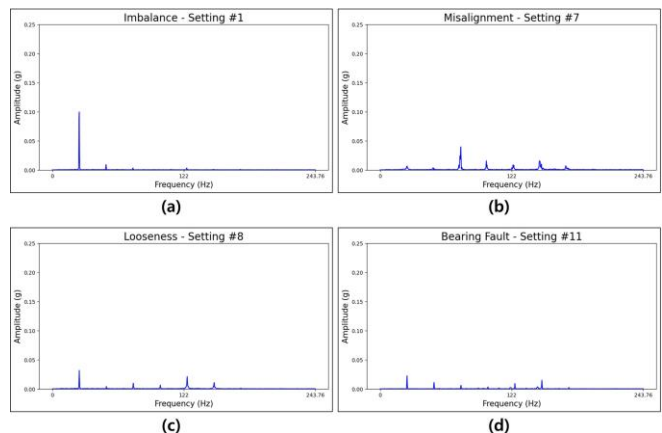 Imbalance - Setting #1
0.25
0.20
0.15
0.10
0.05
0.00
Amplitude (g)
0
122
243.76
Frequency (Hz)
(a)
Misalignment - Setting #7
0.25
0.20
0.15
0.10
0.05
0.00
Amplitude (g)
0
122
243.76
Frequency (Hz)
(b)
Looseness - Setting #8
0.25
0.20
0.15
0.10
0.05
0.00
Amplitude (g)
0
122
243.76
Frequency (Hz)
(c)
Bearing Fault - Setting #11
0.25
0.20
0.15
0.10
0.05
0.00
Amplitude (g)
0
122
243.76
Frequency (Hz)
(d)